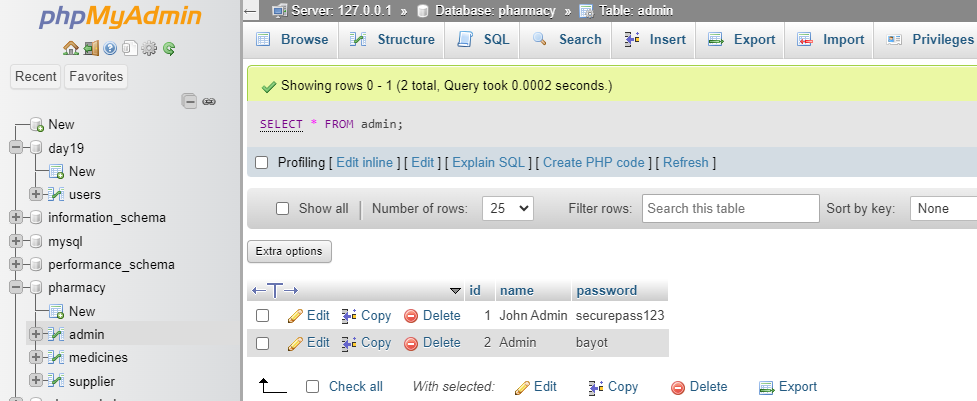 phpMyAdmin
Recent Favorites
New
day19
New
users
information_schema
mysql
performance_schema
pharmacy
New
admin
medicines
supplier
Server: 127.0.0.1 » Database: pharmacy » Table: admin
Browse Structure SQL Search Insert Export Import Privileges
Showing rows 0 - 1 (2 total, Query took 0.0002 seconds.)
SELECT * FROM admin;
Profiling [ Edit inline ] [ Edit ] [ Explain SQL ] [ Create PHP code ] [ Refresh ]
Show all Number of rows: 25 Filter rows: Search this table Sort by key: None
Extra options
id name password
Edit Copy Delete 1 John Admin securepass123
Edit Copy Delete 2 Admin bayot
Check all With selected: Edit Copy Delete Export